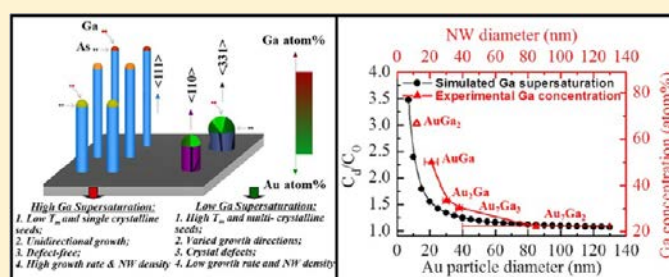 Ga
As
<111>
<110>
<331>
Ga atom%
Au atom%
High Ga Supersaturation:
1. Low Tm and single crystalline seeds;
2. Unidirectional growth;
3. Defect-free;
4. High growth rate & NW density
Low Ga Supersaturation:
1. High Tm and multi- crystalline seeds;
2. Varied growth directions;
3. Crystal defects;
4. Low growth rate and NW density
NW diameter (nm)
0 20 40 60 80 100 120 140
Simulated Ga supersaturation
Experimental Ga concentration
AuGa₂
AuGa
Au₂Ga
Au₇Ga₃
Au₇Ga₂
4.0
3.5
3.0
2.5
2.0
1.5
1.0
Cd/C0
80
60
40
20
Ga concentration (atom%)
0 20 40 60 80 100 120 140
Au particle diameter (nm)